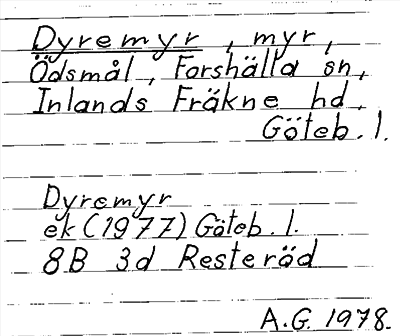 Dyremyr, myr,
Ödsmål, Forshälla sn,
Inlands Fräkne hd.
Göteb. l.
Dyremyr
ek (1977) Göteb. l.
8B 3d Resteröd
A.G. 1978.